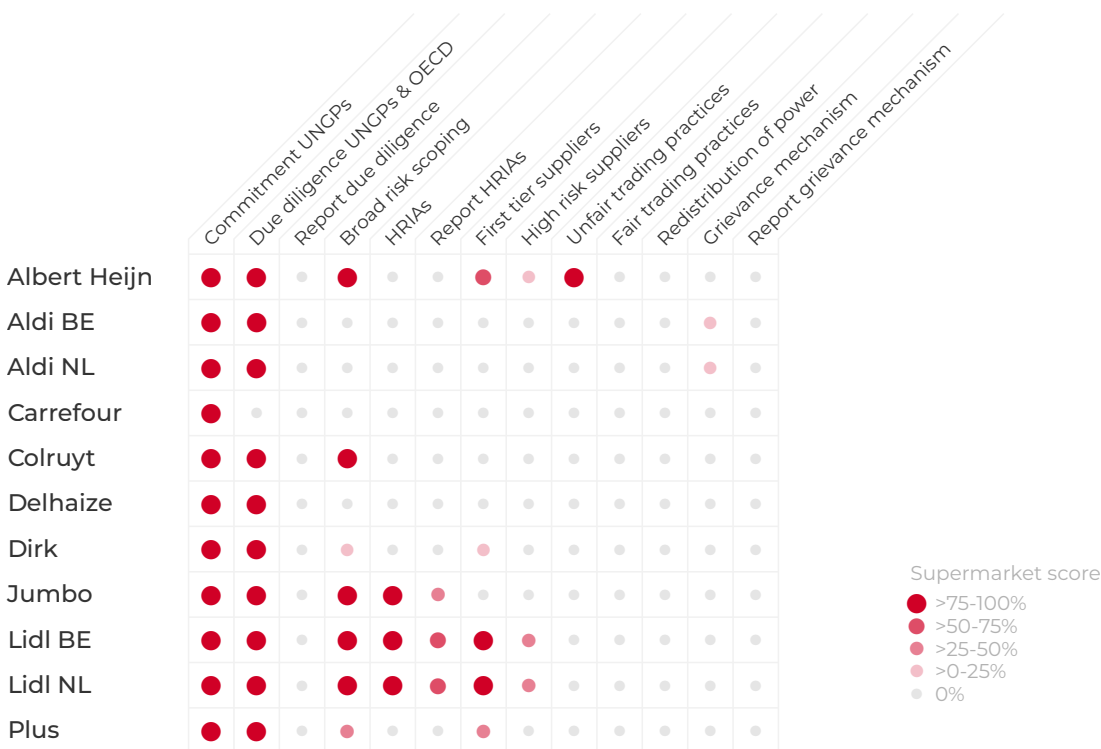 Commitment UNGPs
Due diligence UNGPs & OECD
Report due diligence
Broad risk scoping
HRIAs
Report HRIAs
First tier suppliers
High risk suppliers
Unfair trading practices
Fair trading practices
Redistribution of power
Grievance mechanism
Report grievance mechanism
Albert Heijn
Aldi BE
Aldi NL
Carrefour
Colruyt
Delhaize
Dirk
Jumbo
Lidl BE
Lidl NL
Plus
Supermarket score
>75-100%
>50-75%
>25-50%
>0-25%
0%